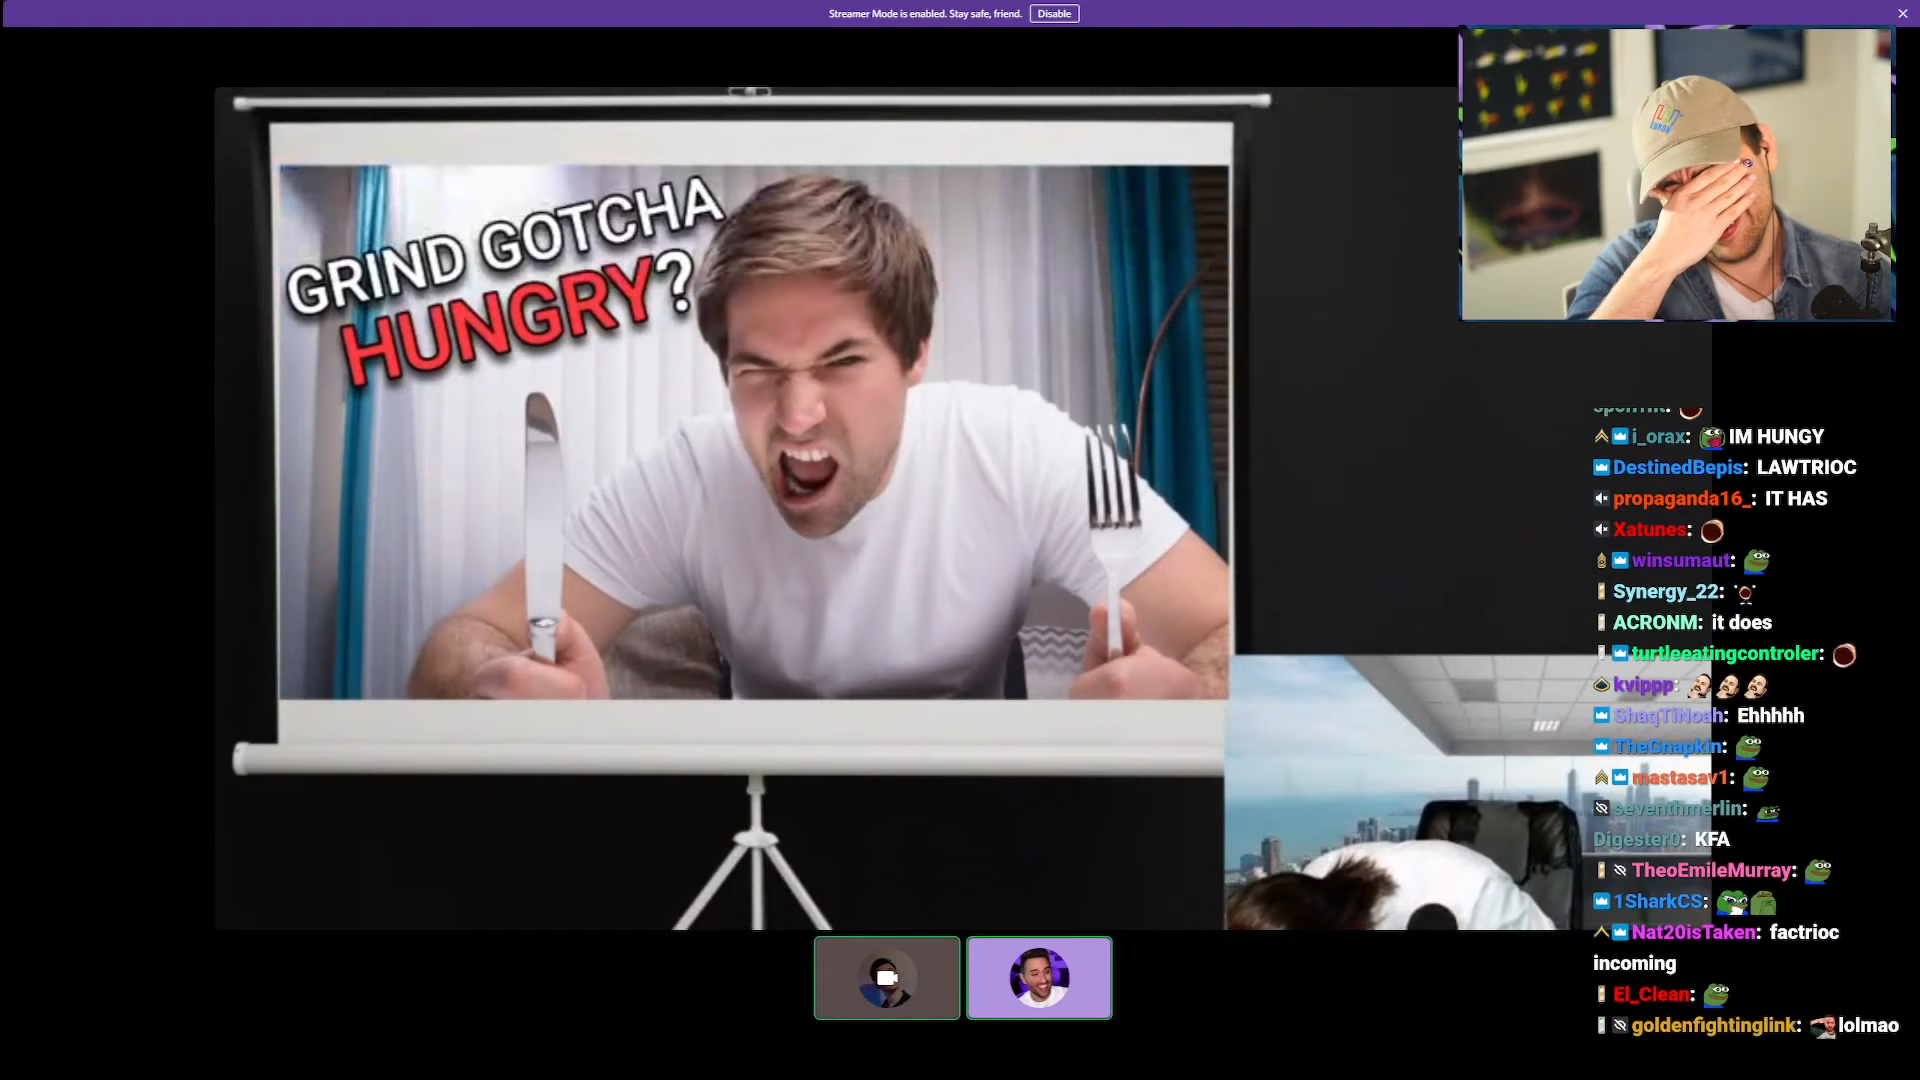 Streamer Mode is enabled. Stay safe, friend. Disable
GRIND GOTCHA
HUNGRY?
i_orax: IM HUNGY
DestinedBepis: LAWTRIOC
propaganda16_: IT HAS
Xatunes:
winsumaut:
Synergy_22:
ACRONM: it does
turtleeatingcontroler:
kvippp:
ShaqTiNoah: Ehhhhh
TheGnapkin:
mastasav1:
seventhmerlin:
Digester0: KFA
TheoEmileMurray:
1SharkCS:
Nat20isTaken: factrioc
incoming
El_Clean:
goldenfightinglink: lolmao